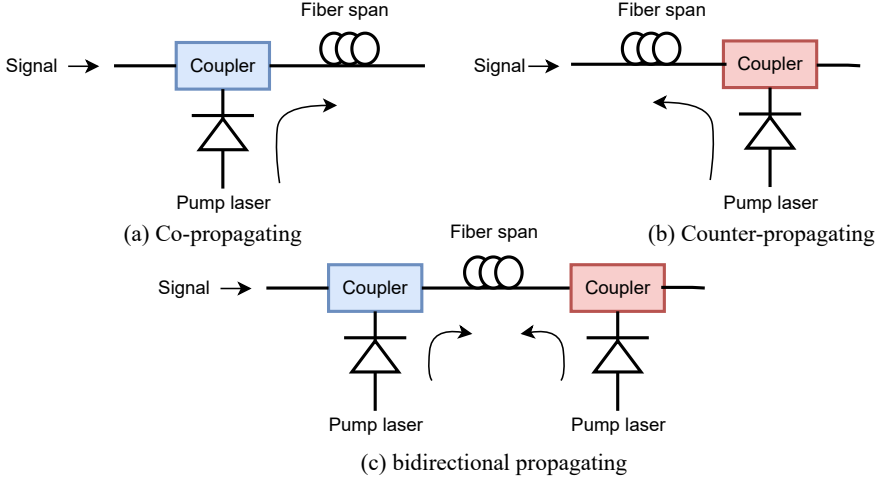 Fiber span
Signal
Coupler
Pump laser
(a) Co-propagating
Fiber span
Signal
Coupler
Pump laser
(b) Counter-propagating
Fiber span
Signal
Coupler
Coupler
Pump laser
Pump laser
(c) bidirectional propagating